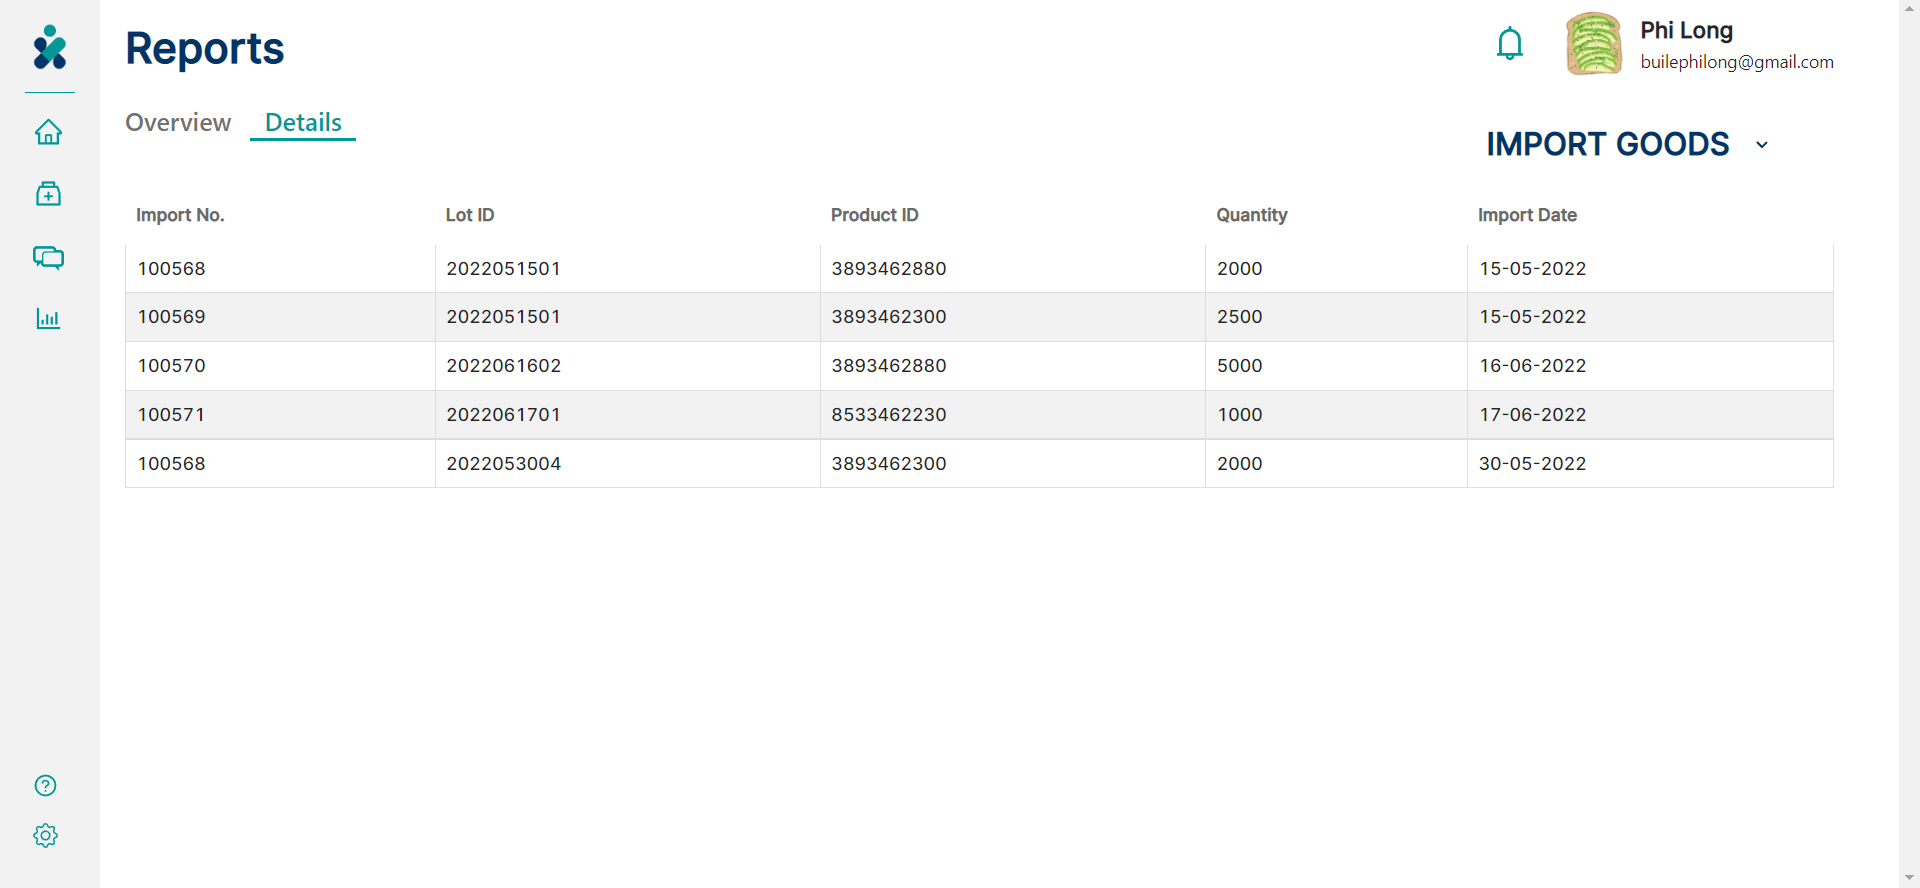 Reports
Phi Long
builephilong@gmail.com
Overview Details
IMPORT GOODS
Import No. Lot ID Product ID Quantity Import Date
100568 2022051501 3893462880 2000 15-05-2022
100569 2022051501 3893462300 2500 15-05-2022
100570 2022061602 3893462880 5000 16-06-2022
100571 2022061701 8533462230 1000 17-06-2022
100568 2022053004 3893462300 2000 30-05-2022